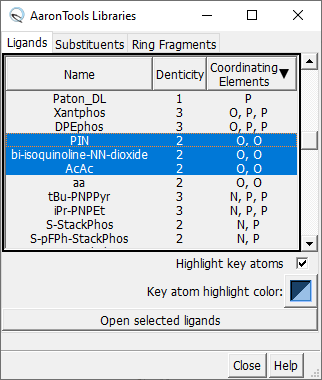 AaronTools Libraries
Ligands Substituents Ring Fragments
Name Denticity Coordinating Elements
Paton_DL 1 P
Xantphos 3 O, P, P
DPEphos 3 O, P, P
PIN 2 O, O
bi-isoquinoline-NN-dioxide 2 O, O
AcAc 2 O, O
aa 2 O, O
tBu-PNPPyr 3 N, P, P
iPr-PNPEt 3 N, P, P
S-StackPhos 2 N, P
S-pFPh-StackPhos 2 N, P
Highlight key atoms
Key atom highlight color:
Open selected ligands
Close Help